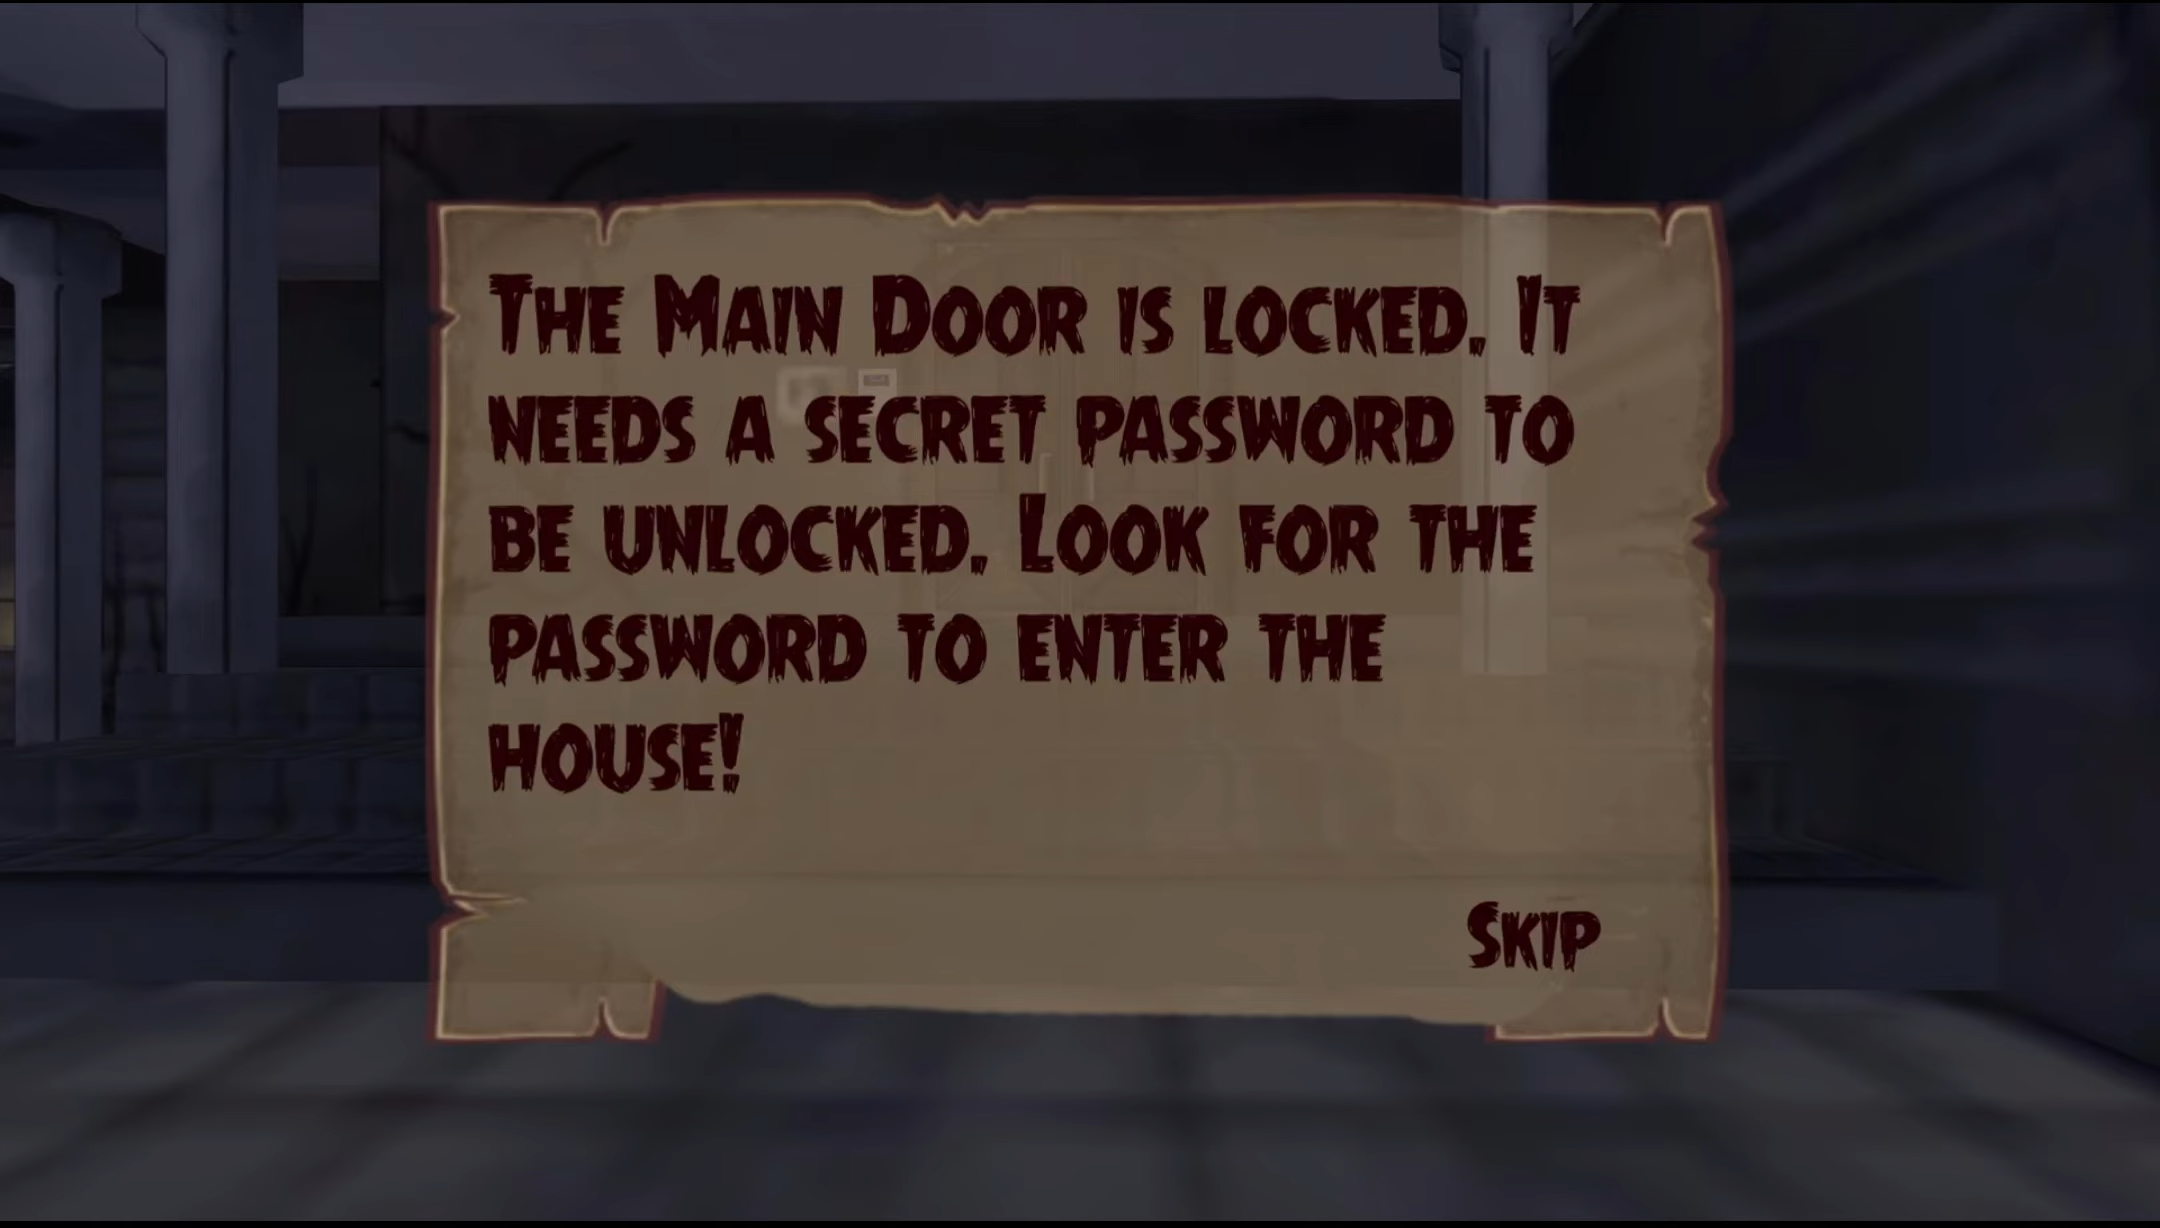 The Main Door is locked. It
needs a secret password to
be unlocked. Look for the
password to enter the
house!
Skip